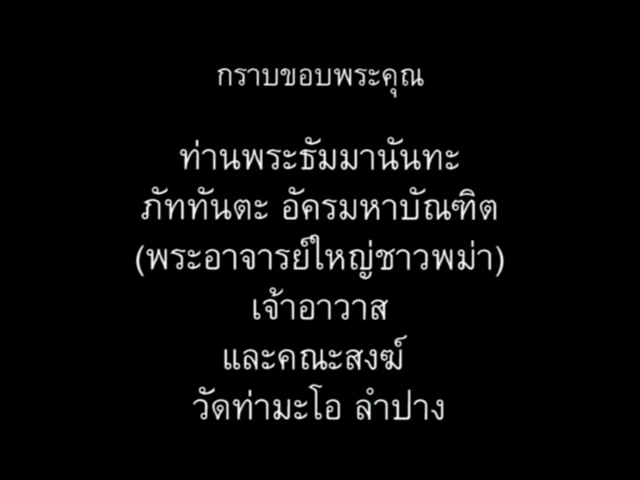 กราบขอบพระคุณ
ท่านพระธัมมานันทะ
ภัททันตะ อัครมหาบัณฑิต
(พระอาจารย์ใหญ่ชาวพม่า)
เจ้าอาวาส
และคณะสงฆ์
วัดท่ามะโอ ลำปาง